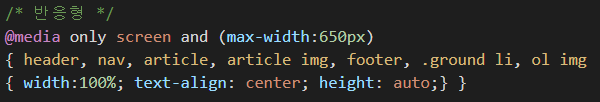 /* 반응형 */
@media only screen and (max-width:650px)
{ header, nav, article, article img, footer, .ground li, ol img
{ width:100%; text-align: center; height: auto;} }